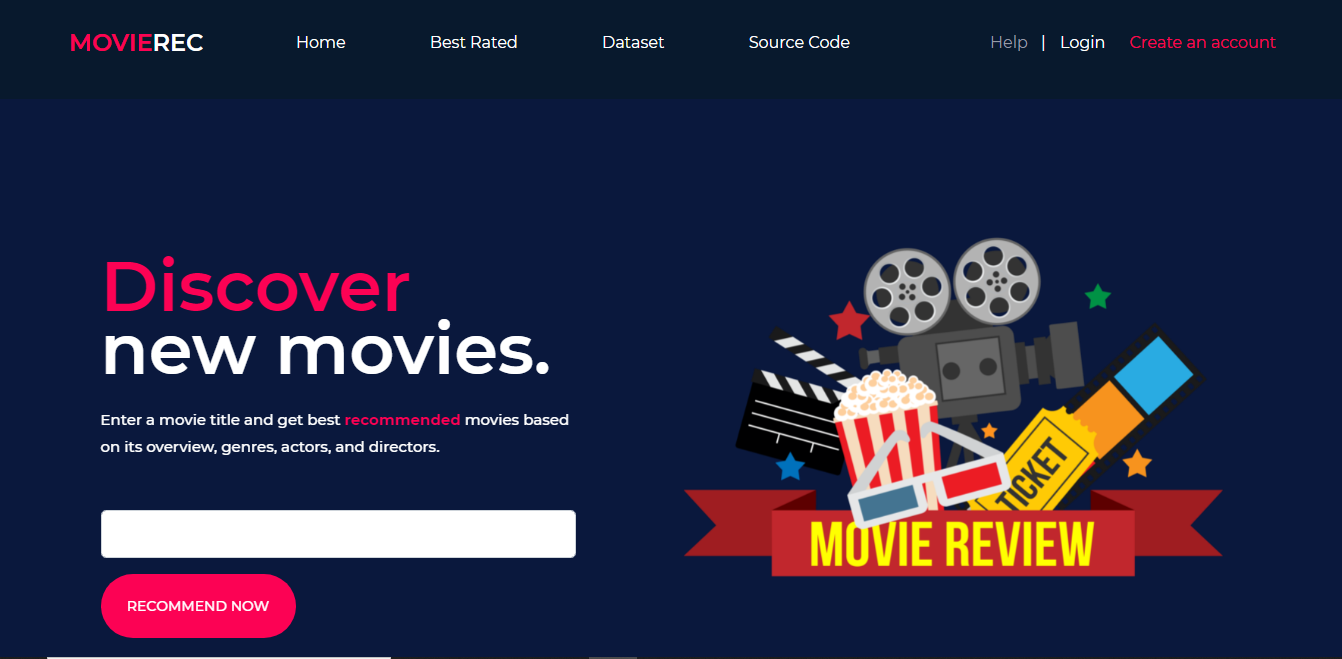 MOVIEREC Home Best Rated Dataset Source Code Help | Login Create an account
Discover
new movies.
Enter a movie title and get best recommended movies based
on its overview, genres, actors, and directors.
RECOMMEND NOW
TICKET
MOVIE REVIEW